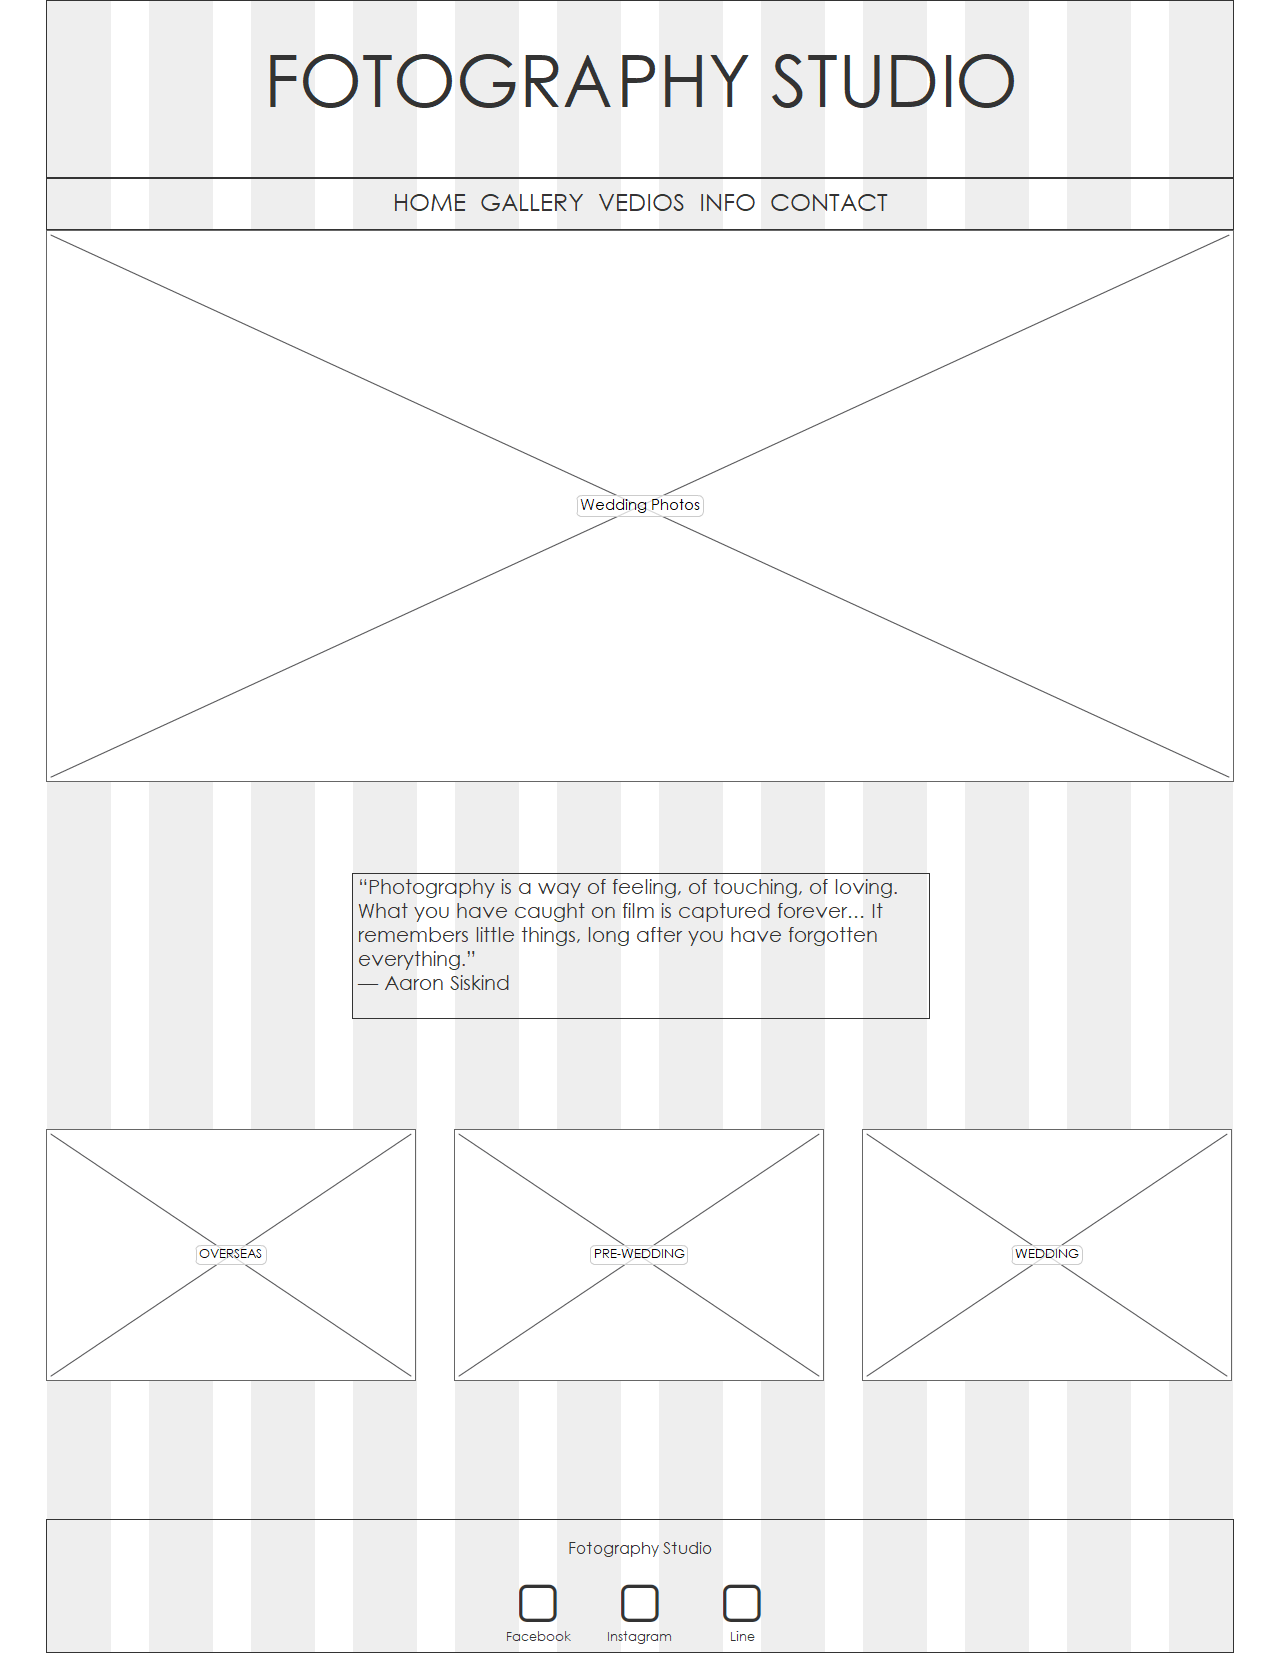 FOTOGRAPHY STUDIO
HOME GALLERY VEDIOS INFO CONTACT
Wedding Photos
“Photography is a way of feeling, of touching, of loving.
What you have caught on film is captured forever... It
remembers little things, long after you have forgotten
everything.”
— Aaron Siskind
OVERSEAS PRE-WEDDING WEDDING
Fotography Studio
Facebook Instagram Line